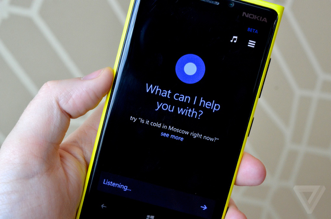 NOKIA
BETA
What can I help
you with?
try "Is it cold in Moscow right now?"
see more
Listening...